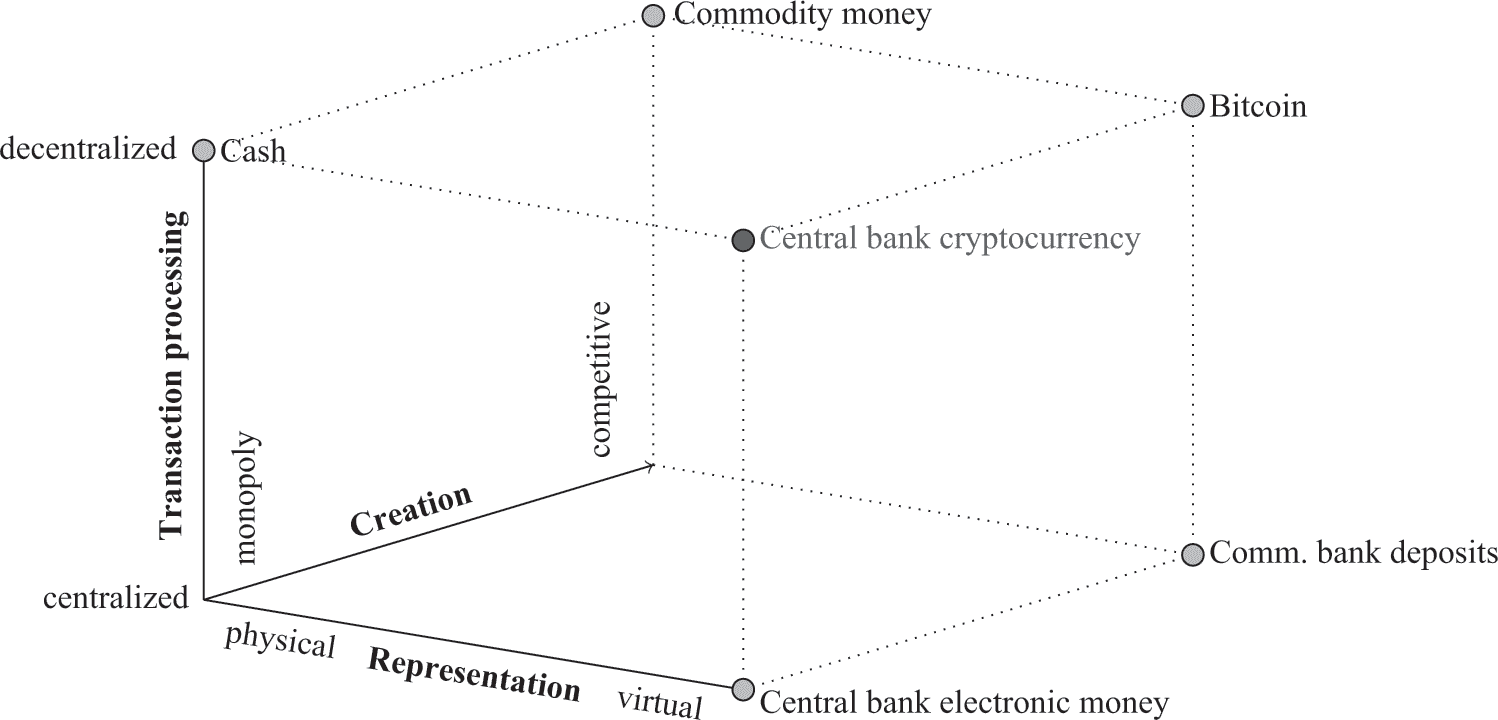 Commodity money
Bitcoin
decentralized
Cash
Central bank cryptocurrency
Transaction processing
competitive
monopoly
Creation
Comm. bank deposits
centralized
physical
Representation
virtual
Central bank electronic money